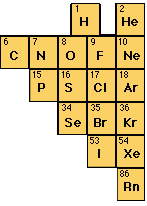 1 2
H He
6 7 8 9 10
C N O F Ne
15 16 17 18
P S Cl Ar
34 35 36
Se Br Kr
53 54
I Xe
86
Rn